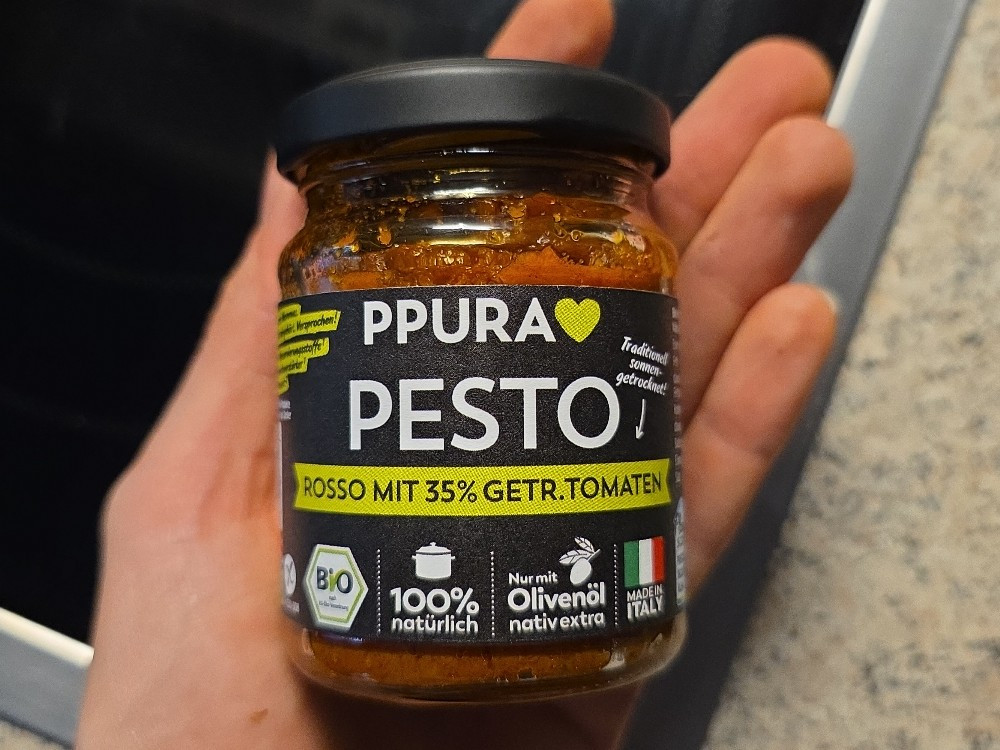 PPURA
PESTO
Traditionell
sonnen-
getrocknet!
Versprochen!
ROSSO MIT 35% GETR. TOMATEN
BiO
100%
natürlich
Nur mit
Olivenöl
nativ extra
MADE IN
ITALY